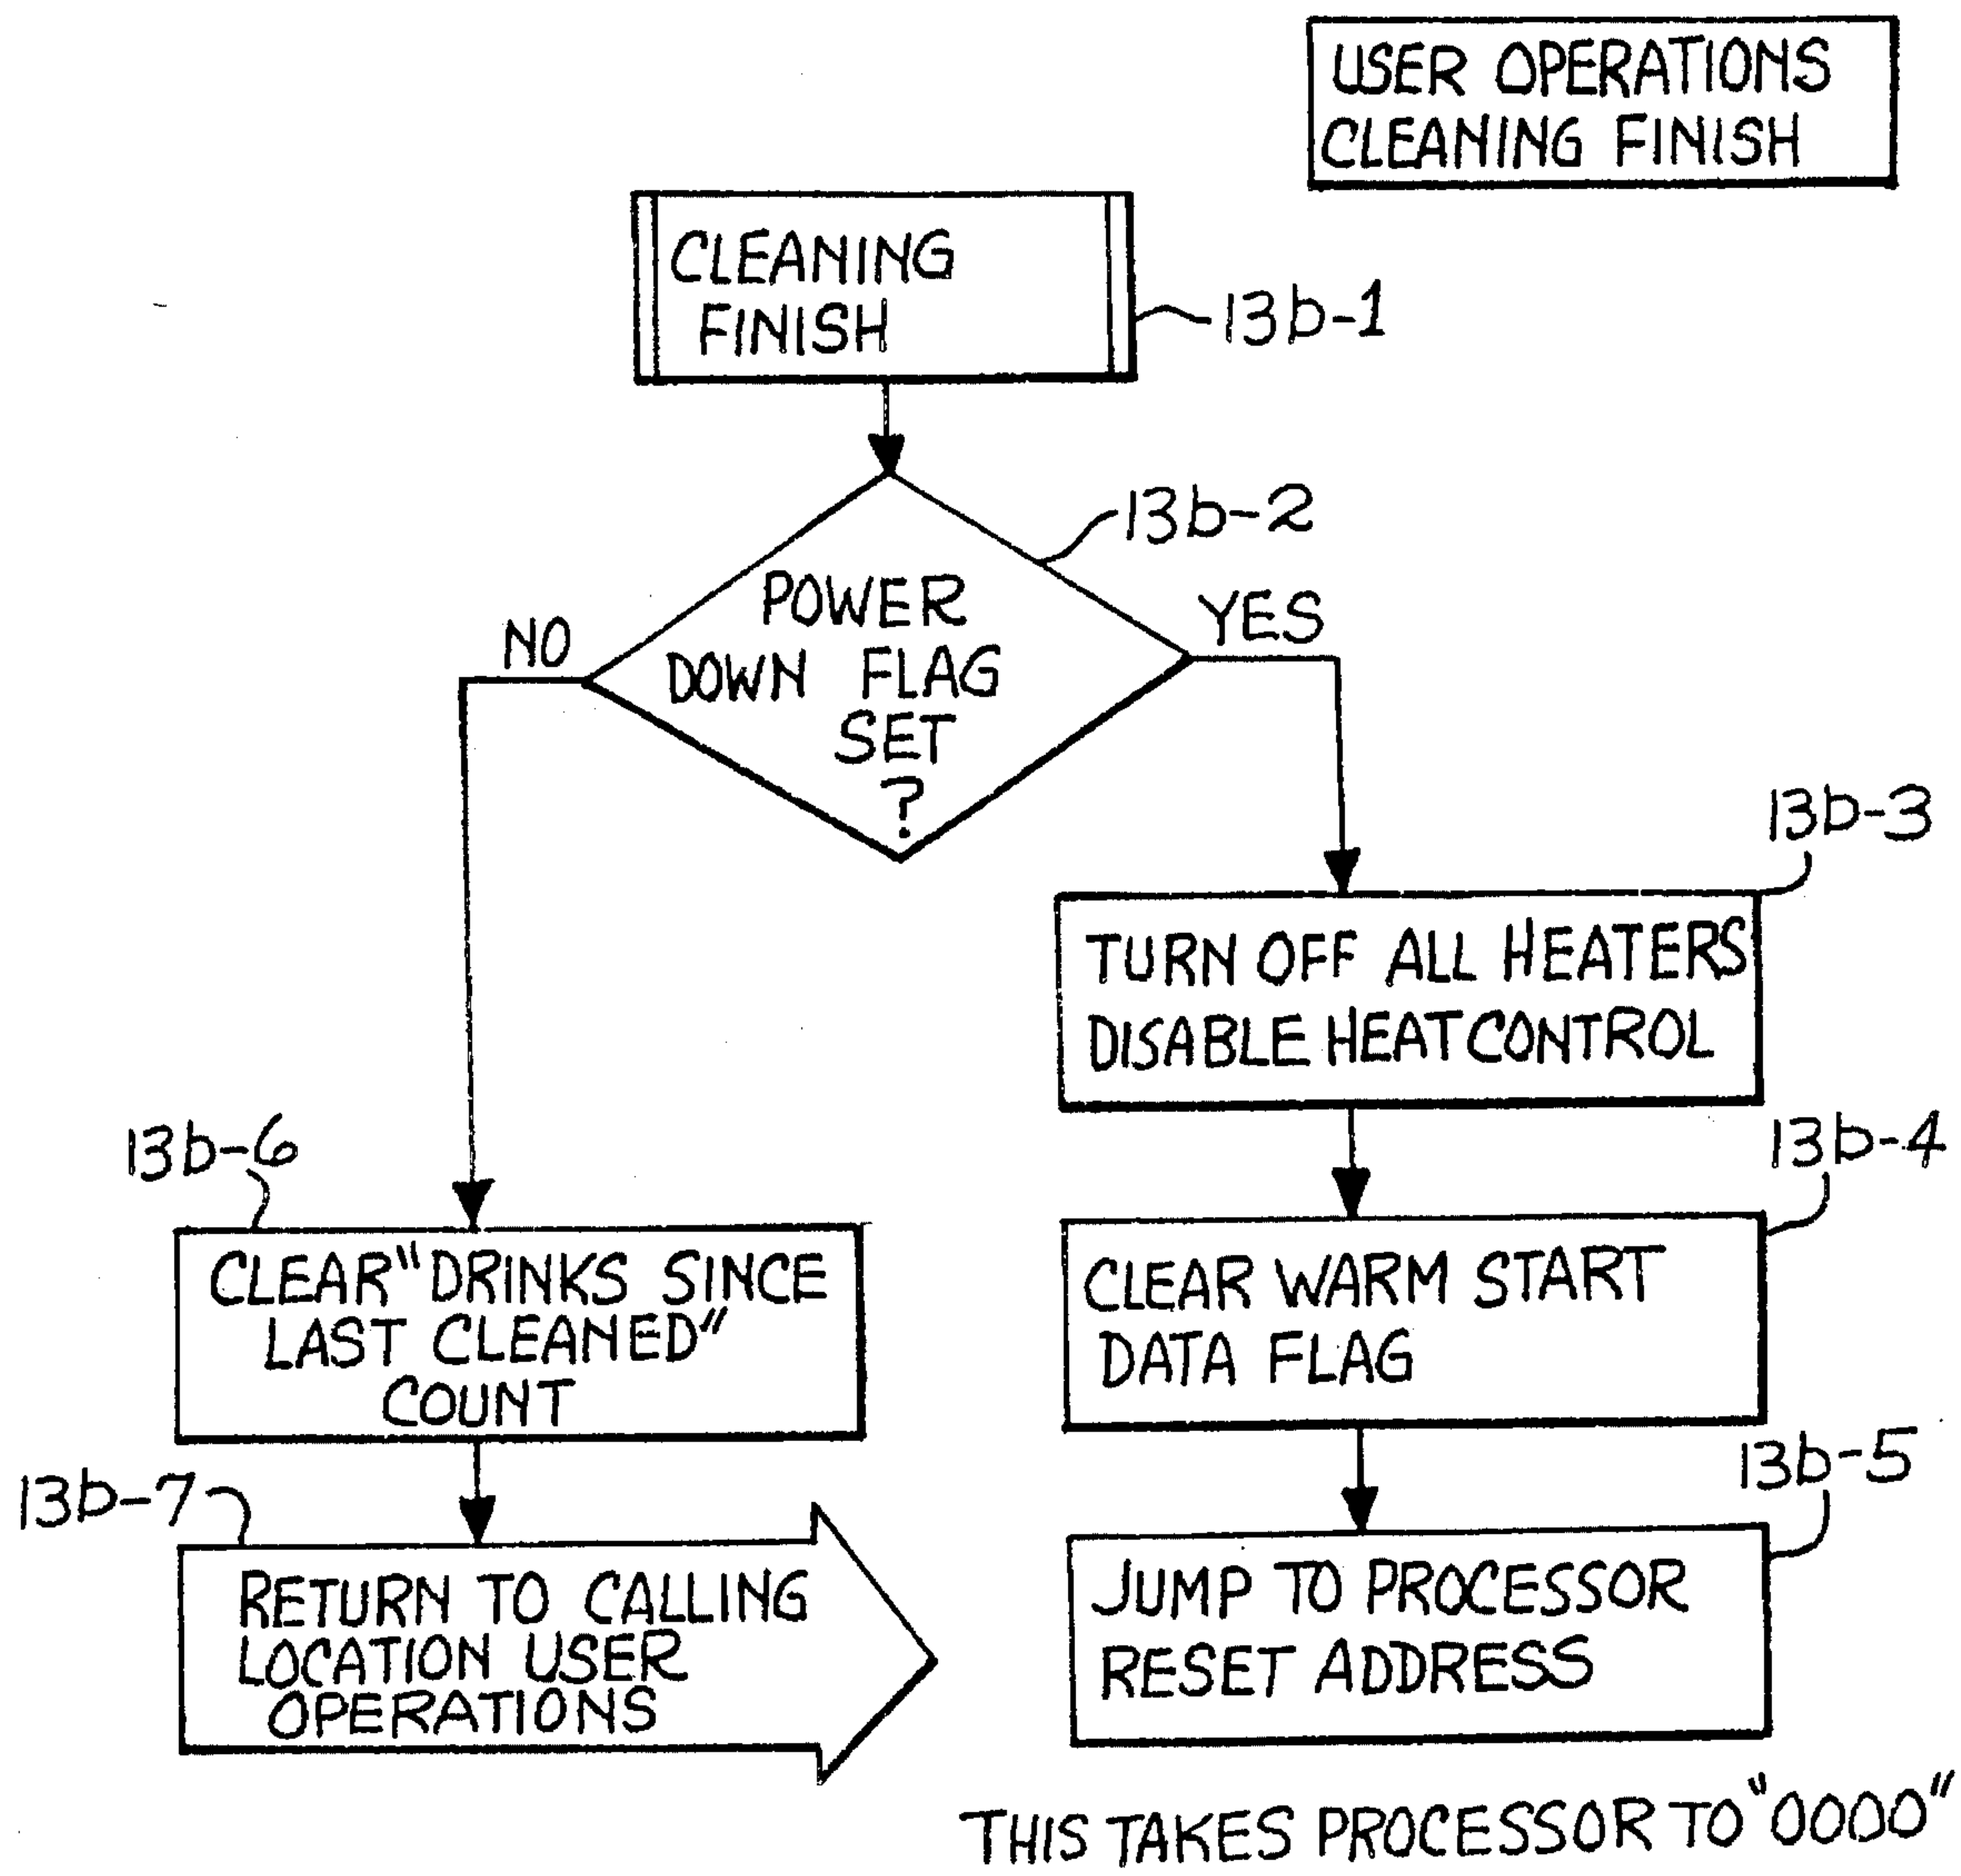 USER OPERATIONS
CLEANING FINISH
CLEANING
FINISH
13b-1
13b-2
POWER
DOWN FLAG
SET
?
NO
YES
13b-3
TURN OFF ALL HEATERS
DISABLE HEAT CONTROL
13b-6
13b-4
CLEAR "DRINKS SINCE
LAST CLEANED"
COUNT
CLEAR WARM START
DATA FLAG
13b-7
13b-5
RETURN TO CALLING
LOCATION USER
OPERATIONS
JUMP TO PROCESSOR
RESET ADDRESS
THIS TAKES PROCESSOR TO "0000"